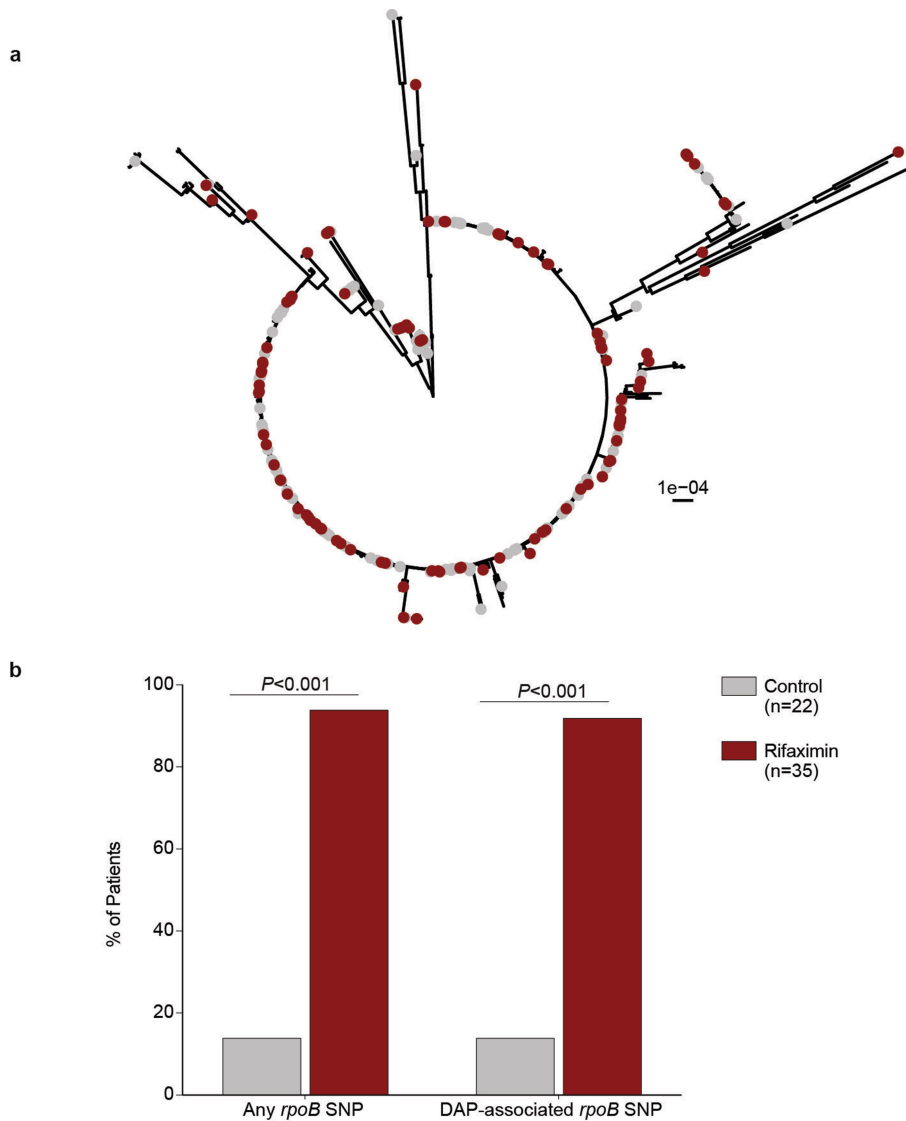 a
1e−04
b
P<0.001
P<0.001
Control
(n=22)
Rifaximin
(n=35)
% of Patients
100
80
60
40
20
0
Any rpoB SNP
DAP-associated rpoB SNP